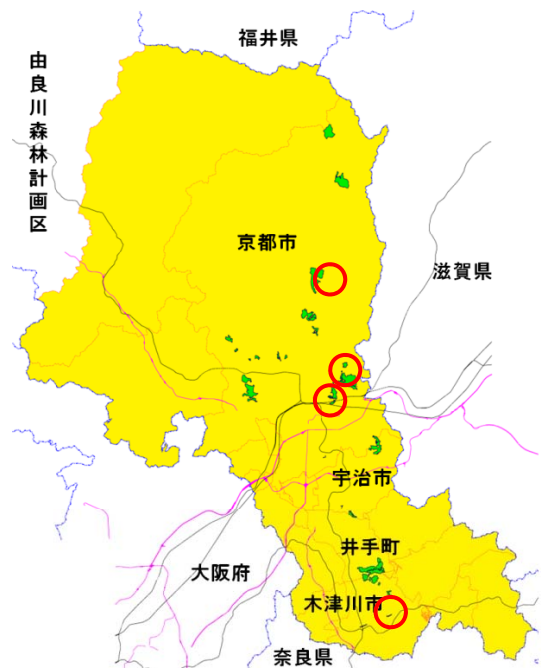 福井県
由良川森林計画区
京都市
滋賀県
宇治市
井手町
大阪府
木津川市
奈良県